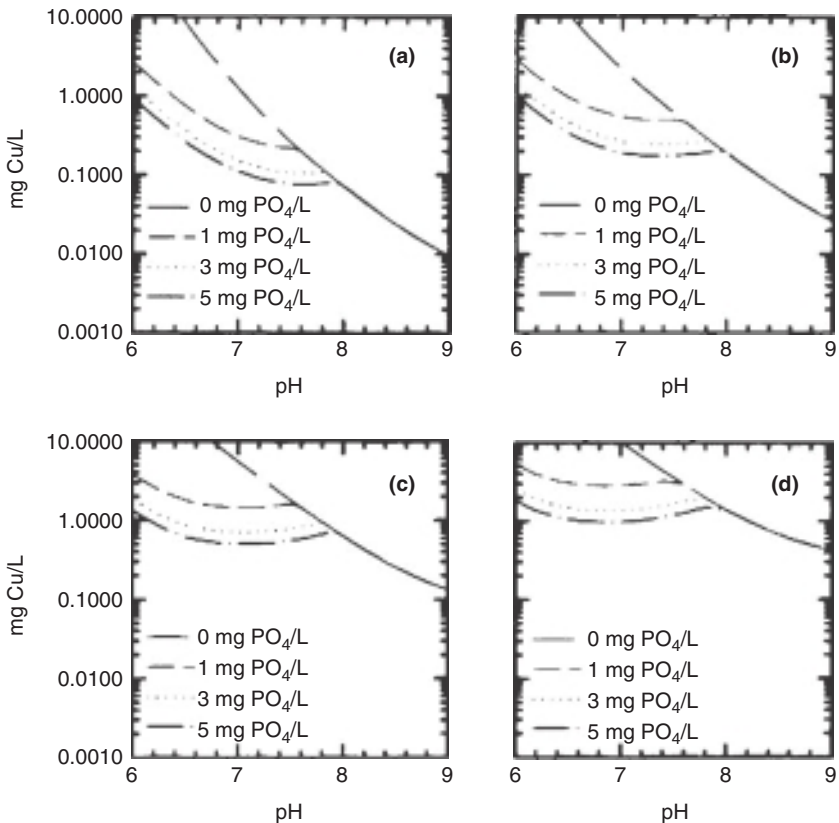 10.0000
1.0000
0.1000
0.0100
0.0010
mg Cu/L
(a)
0 mg PO₄/L
1 mg PO₄/L
3 mg PO₄/L
5 mg PO₄/L
6 7 8 9
pH
(b)
0 mg PO₄/L
1 mg PO₄/L
3 mg PO₄/L
5 mg PO₄/L
6 7 8 9
pH
10.0000
1.0000
0.1000
0.0100
0.0010
mg Cu/L
(c)
0 mg PO₄/L
1 mg PO₄/L
3 mg PO₄/L
5 mg PO₄/L
6 7 8 9
pH
(d)
0 mg PO₄/L
1 mg PO₄/L
3 mg PO₄/L
5 mg PO₄/L
6 7 8 9
pH